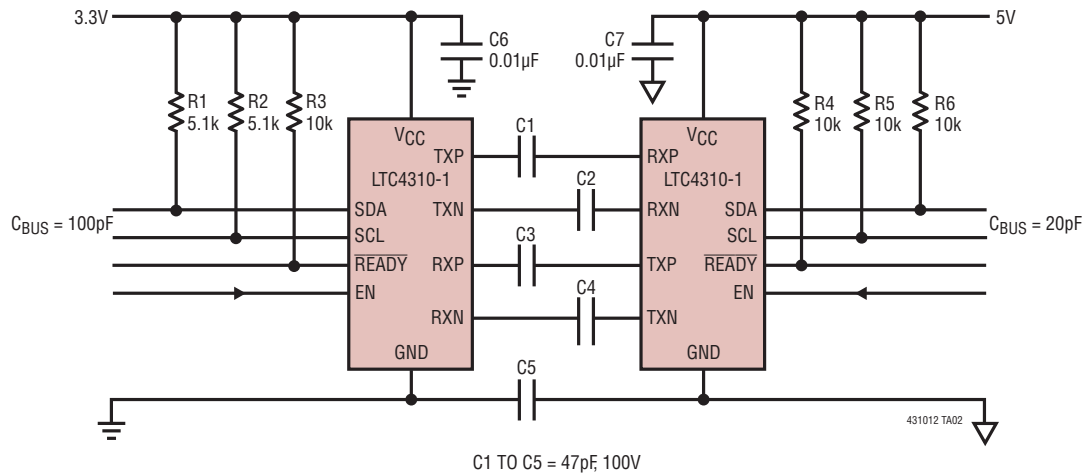 3.3V
5V
C6
0.01µF
C7
0.01µF
R1
5.1k
R2
5.1k
R3
10k
R4
10k
R5
10k
R6
10k
VCC
TXP
LTC4310-1
TXN
SDA
SCL
READY
RXP
EN
RXN
GND
C1
C2
C3
C4
C5
VCC
RXP
LTC4310-1
RXN
SDA
SCL
TXP
READY
EN
TXN
GND
CBUS = 100pF
CBUS = 20pF
431012 TA02
C1 TO C5 = 47pF, 100V